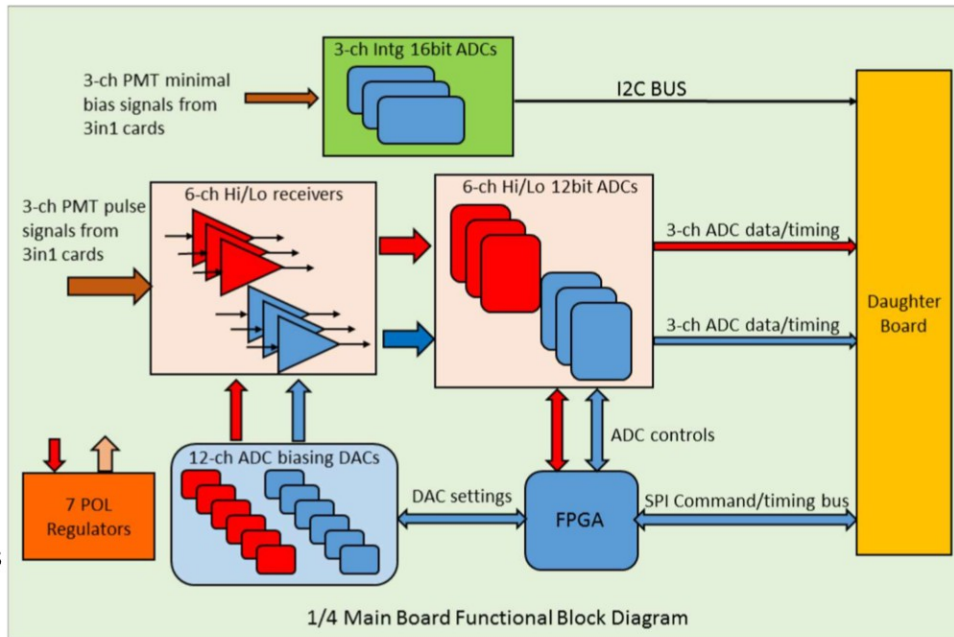 3-ch Intg 16bit ADCs
3-ch PMT minimal
bias signals from
3in1 cards
I2C BUS
6-ch Hi/Lo receivers
6-ch Hi/Lo 12bit ADCs
3-ch PMT pulse
signals from
3in1 cards
3-ch ADC data/timing
3-ch ADC data/timing
Daughter
Board
ADC controls
12-ch ADC biasing DACs
7 POL
Regulators
DAC settings
FPGA
SPI Command/timing bus
s
1/4 Main Board Functional Block Diagram